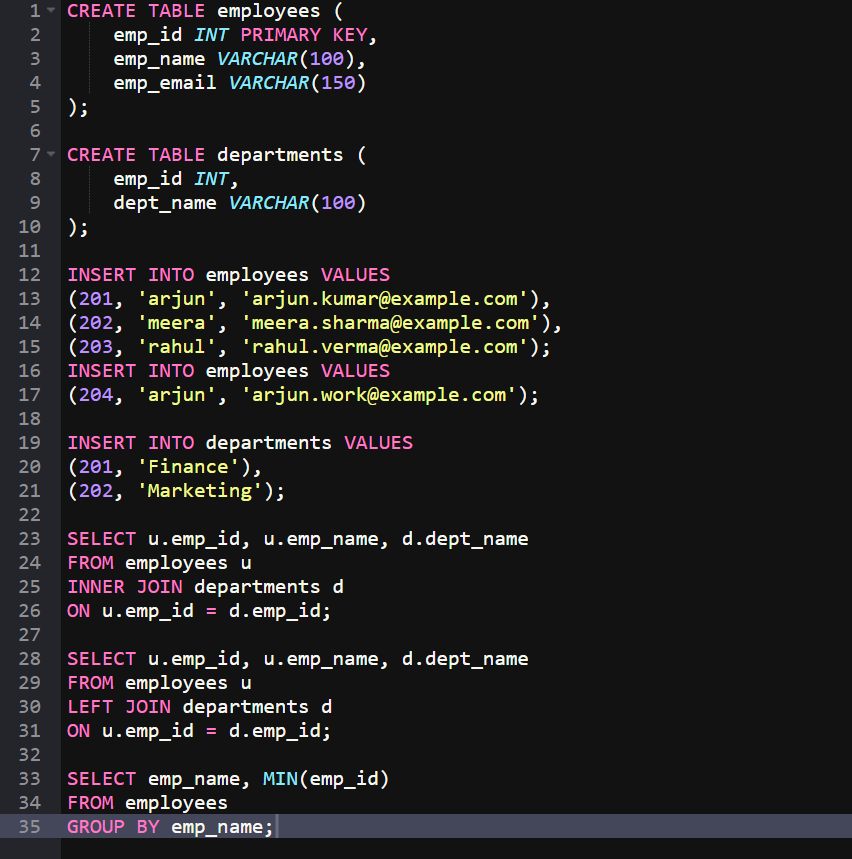 1 CREATE TABLE employees (
2     emp_id INT PRIMARY KEY,
3     emp_name VARCHAR(100),
4     emp_email VARCHAR(150)
5 );
6
7 CREATE TABLE departments (
8     emp_id INT,
9     dept_name VARCHAR(100)
10 );
11
12 INSERT INTO employees VALUES
13 (201, 'arjun', 'arjun.kumar@example.com'),
14 (202, 'meera', 'meera.sharma@example.com'),
15 (203, 'rahul', 'rahul.verma@example.com');
16 INSERT INTO employees VALUES
17 (204, 'arjun', 'arjun.work@example.com');
18
19 INSERT INTO departments VALUES
20 (201, 'Finance'),
21 (202, 'Marketing');
22
23 SELECT u.emp_id, u.emp_name, d.dept_name
24 FROM employees u
25 INNER JOIN departments d
26 ON u.emp_id = d.emp_id;
27
28 SELECT u.emp_id, u.emp_name, d.dept_name
29 FROM employees u
30 LEFT JOIN departments d
31 ON u.emp_id = d.emp_id;
32
33 SELECT emp_name, MIN(emp_id)
34 FROM employees
35 GROUP BY emp_name;